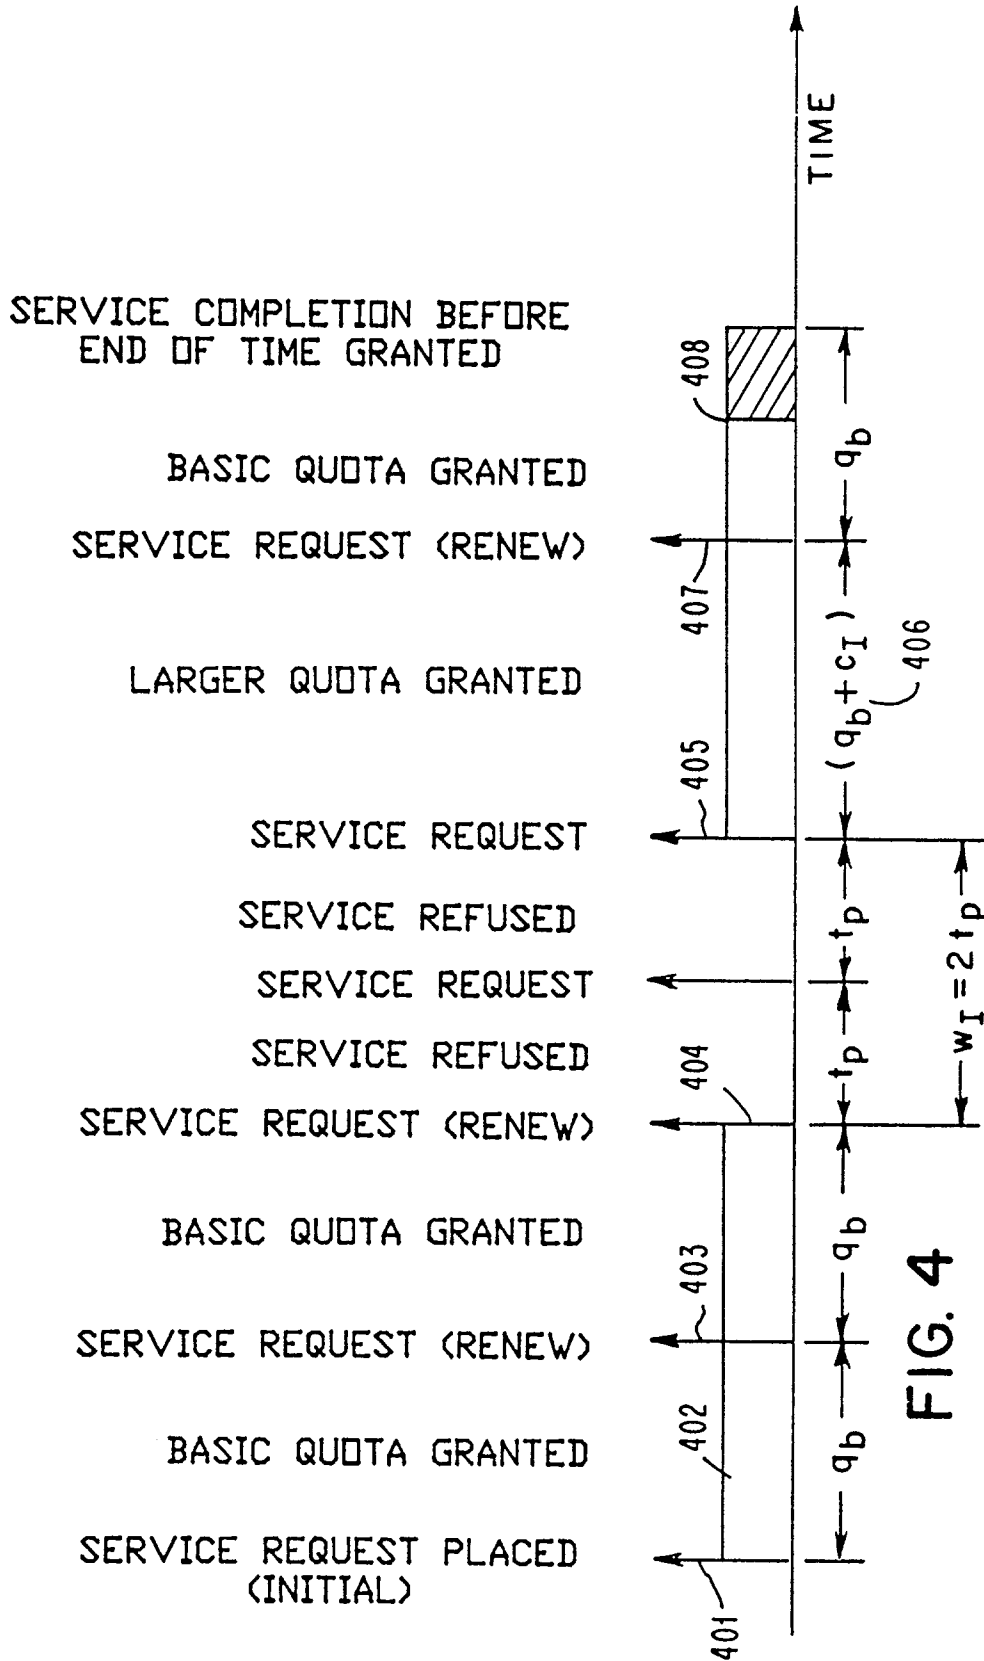 SERVICE COMPLETION BEFORE
END OF TIME GRANTED
BASIC QUOTA GRANTED
SERVICE REQUEST (RENEW)
LARGER QUOTA GRANTED
SERVICE REQUEST
SERVICE REFUSED
SERVICE REQUEST
SERVICE REFUSED
SERVICE REQUEST (RENEW)
BASIC QUOTA GRANTED
SERVICE REQUEST (RENEW)
BASIC QUOTA GRANTED
SERVICE REQUEST PLACED
(INITIAL)
401
402
403
404
405
407
408
TIME
q_b
q_b
t_p
t_p
(q_b + c_I)
406
q_b
w_I = 2 t_p
FIG. 4